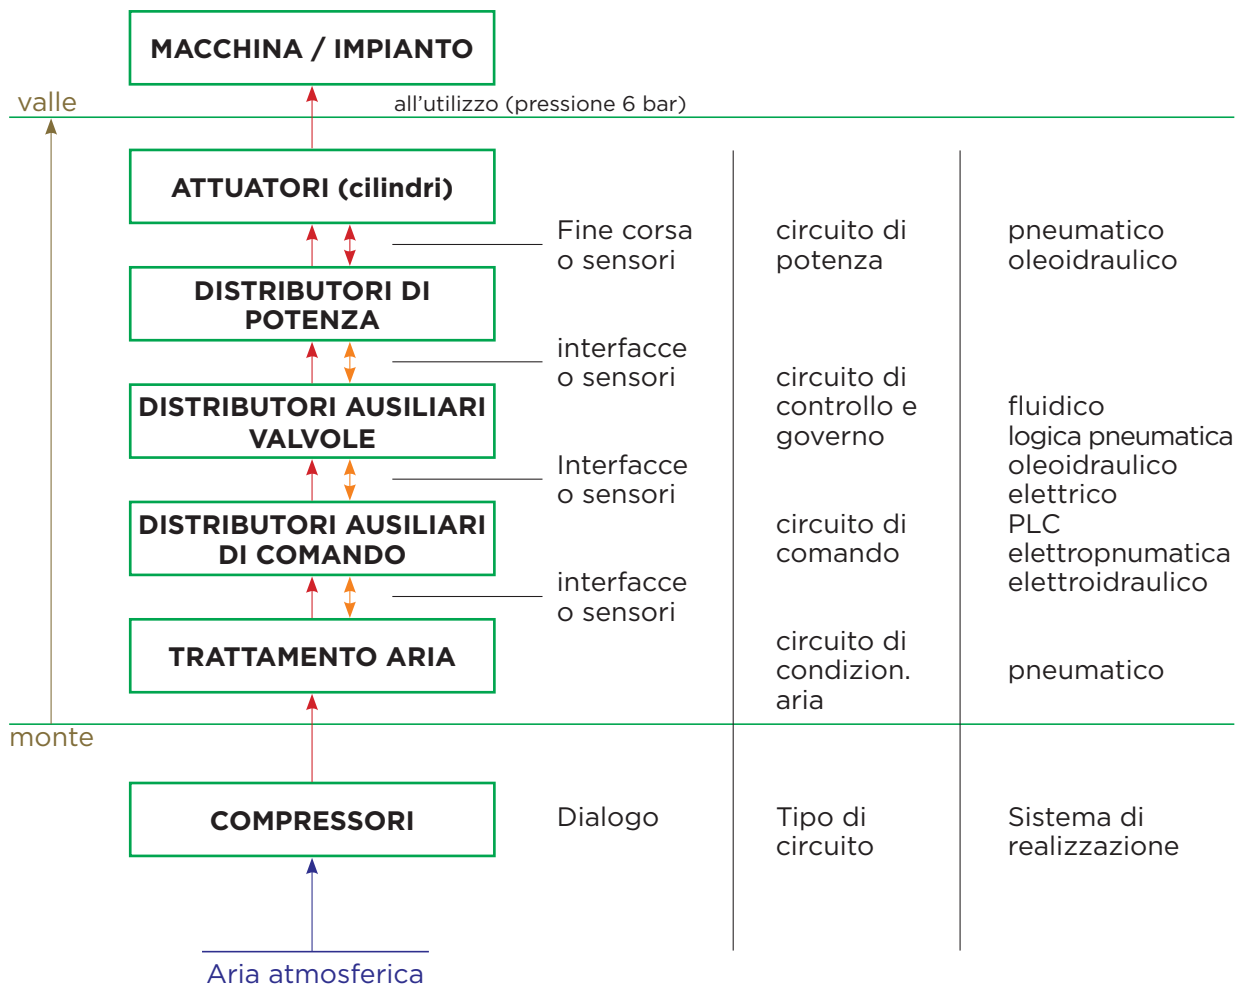 MACCHINA / IMPIANTO
valle
all'utilizzo (pressione 6 bar)
ATTUATORI (cilindri)
Fine corsa
o sensori
circuito di
potenza
pneumatico
oleoidraulico
DISTRIBUTORI DI
POTENZA
interfacce
o sensori
DISTRIBUTORI AUSILIARI
VALVOLE
circuito di
controllo e
governo
fluidico
logica pneumatica
oleoidraulico
elettrico
PLC
elettropnumatica
elettroidraulico
Interfacce
o sensori
DISTRIBUTORI AUSILIARI
DI COMANDO
circuito di
comando
interfacce
o sensori
TRATTAMENTO ARIA
circuito di
condizion.
aria
pneumatico
monte
COMPRESSORI
Dialogo
Tipo di
circuito
Sistema di
realizzazione
Aria atmosferica